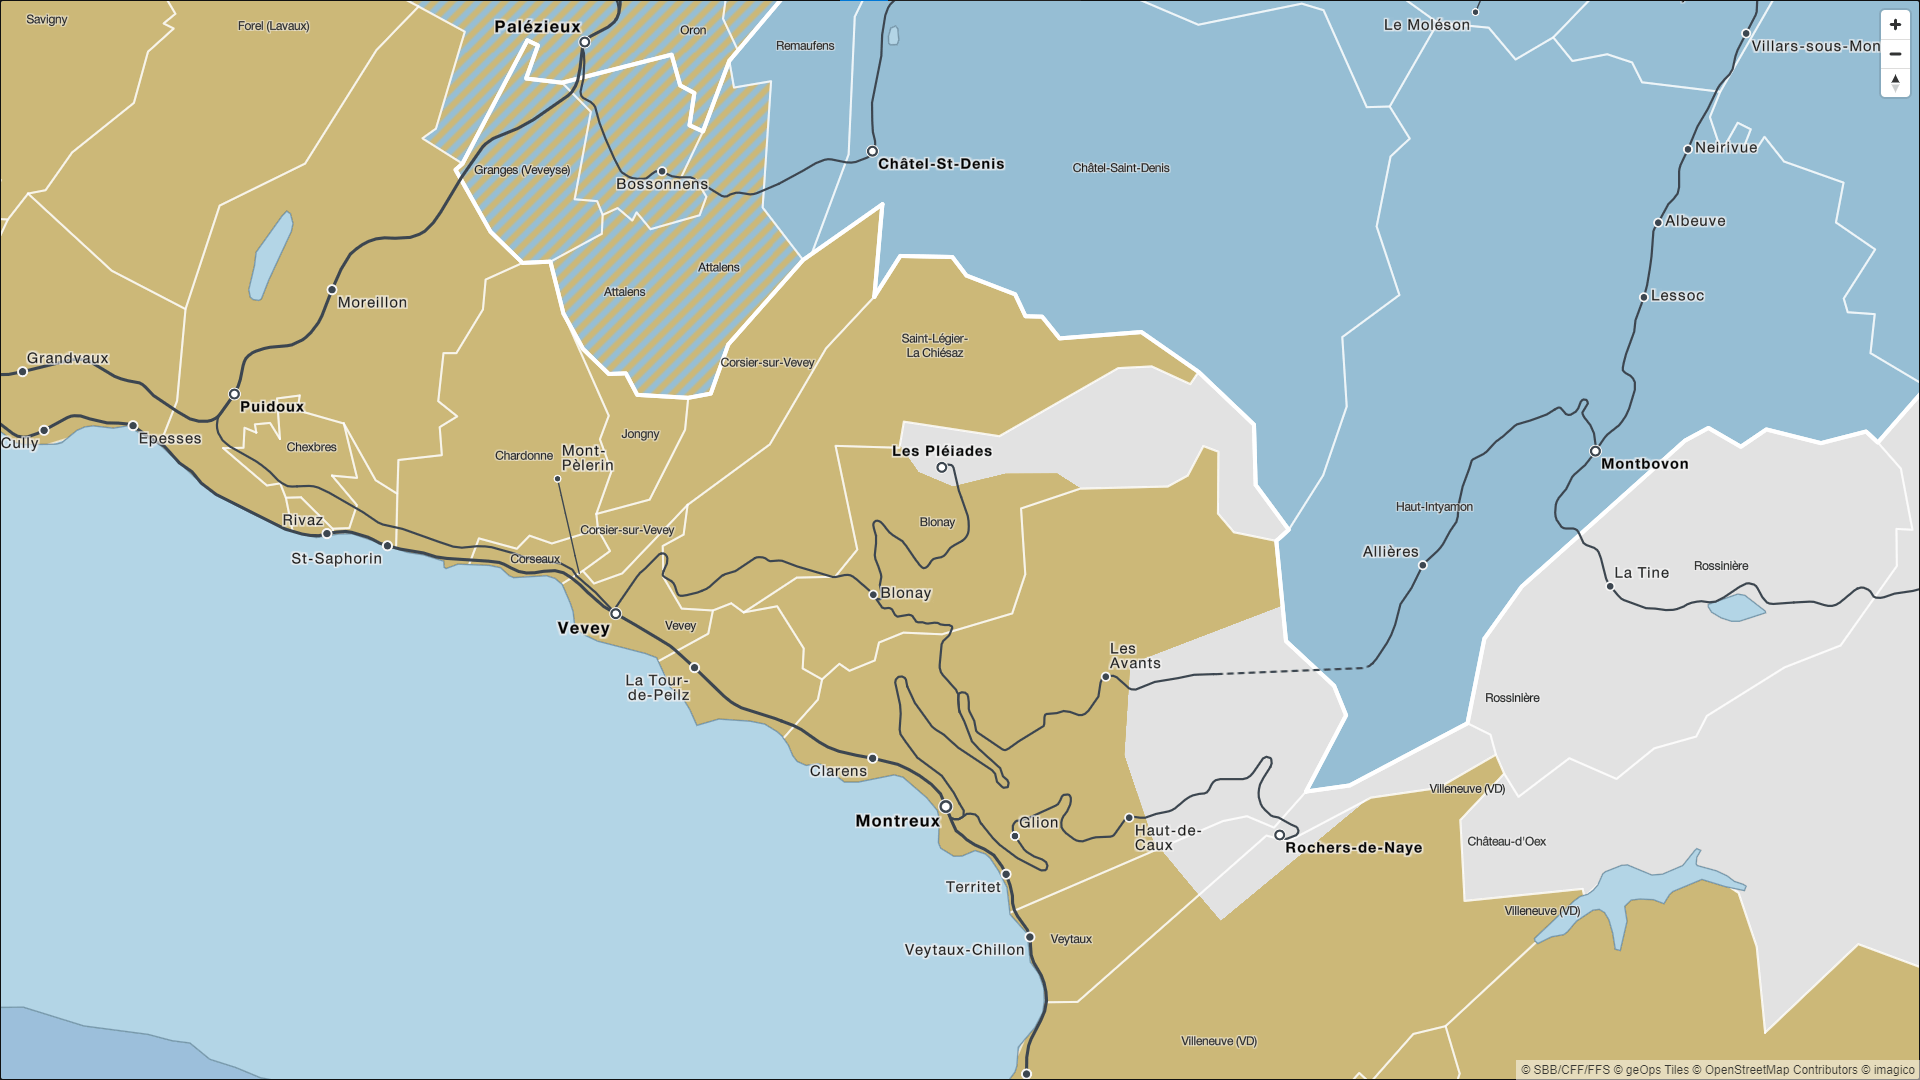 Savigny
Forel (Lavaux)
Palézieux
Oron
Remaufens
Le Moléson
Villars-sous-Mon
Granges (Veveyse)
Bossonnens
Châtel-St-Denis
Châtel-Saint-Denis
Neirivue
Albeuve
Attalens
Attalens
Lessoc
Moreillon
Saint-Légier-
La Chiésaz
Corsier-sur-Vevey
Grandvaux
Puidoux
Cully
Epesses
Chexbres
Jongny
Chardonne
Mont-
Pèlerin
Les Pléiades
Montbovon
Rivaz
St-Saphorin
Corsier-sur-Vevey
Corseaux
Blonay
Haut-Intyamon
Allières
La Tine
Rossinière
Blonay
Vevey
Vevey
Les
Avants
La Tour-
de-Peilz
Rossinière
Clarens
Villeneuve (VD)
Montreux
Glion
Haut-de-
Caux
Rochers-de-Naye
Château-d'Oex
Territet
Villeneuve (VD)
Veytaux-Chillon
Veytaux
Villeneuve (VD)
© SBB/CFF/FFS © geOps Tiles © OpenStreetMap Contributors © imagico